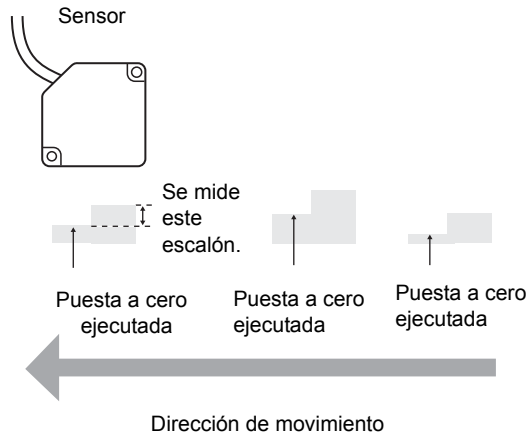 Sensor
Se mide
este
escalón.
Puesta a cero
ejecutada
Puesta a cero
ejecutada
Puesta a cero
ejecutada
Dirección de movimiento